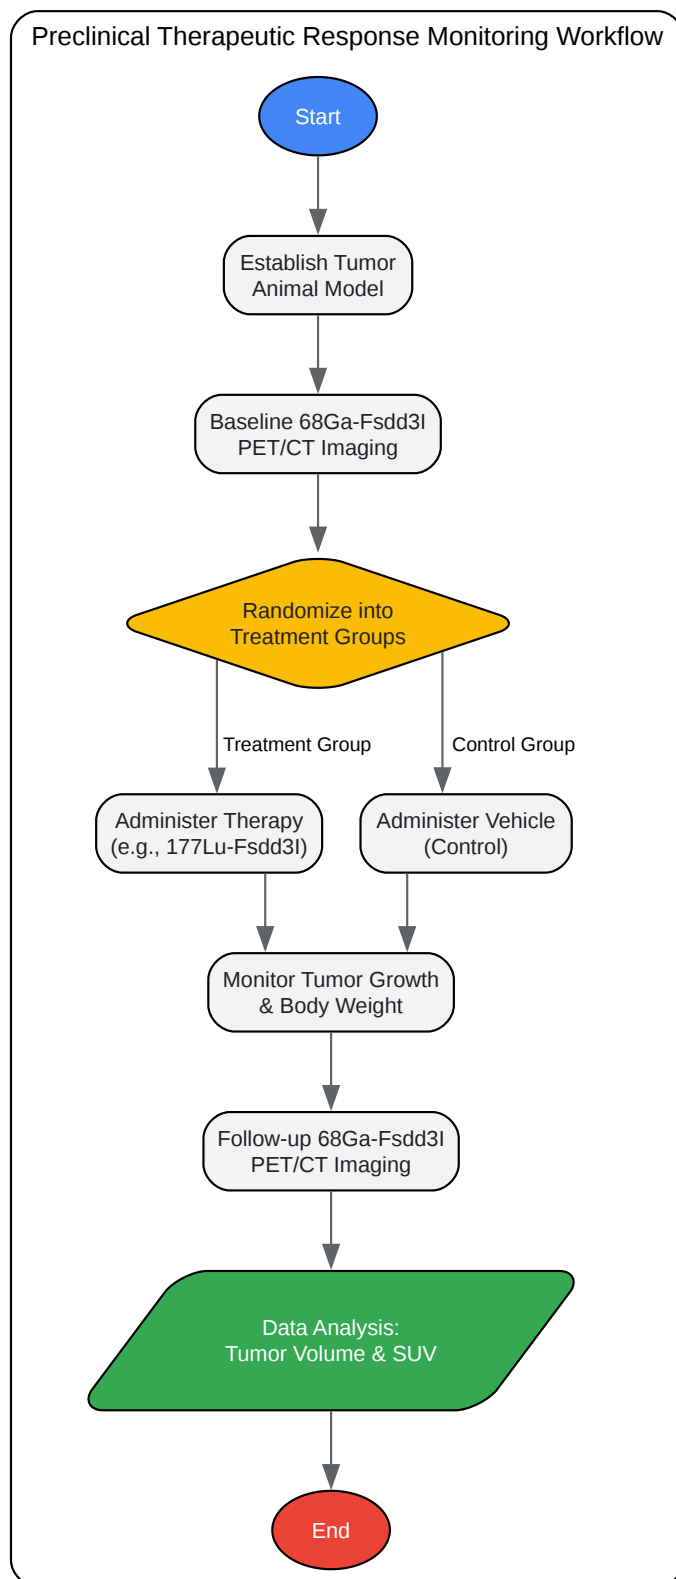 Preclinical Therapeutic Response Monitoring Workflow
Start
Establish Tumor
Animal Model
Baseline 68Ga-Fsdd3I
PET/CT Imaging
Randomize into
Treatment Groups
Treatment Group
Control Group
Administer Therapy
(e.g., 177Lu-Fsdd3I)
Administer Vehicle
(Control)
Monitor Tumor Growth
& Body Weight
Follow-up 68Ga-Fsdd3I
PET/CT Imaging
Data Analysis:
Tumor Volume & SUV
End